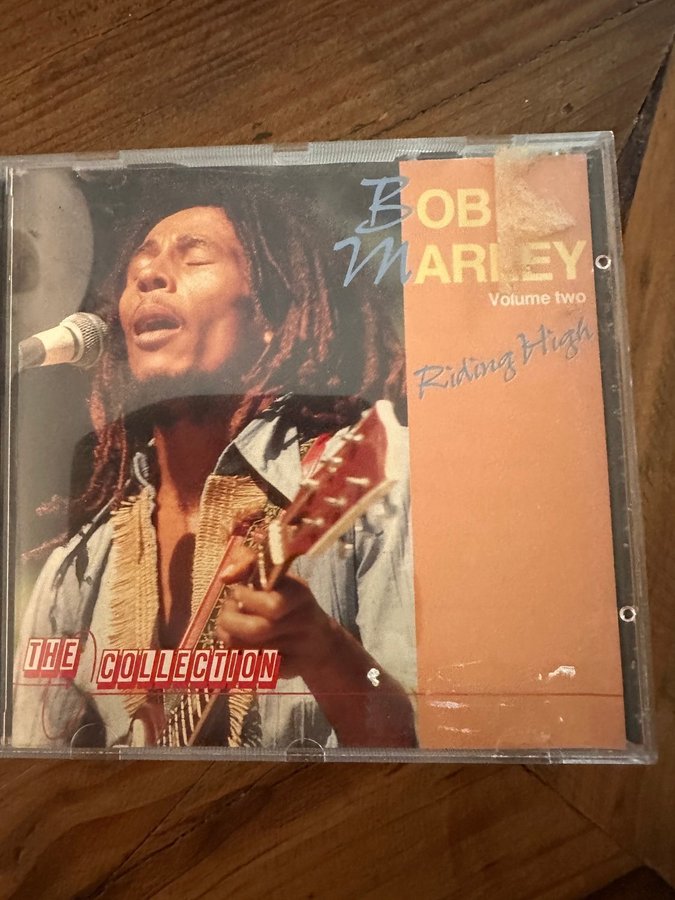 BOB
MARLEY
Volume two
Riding High
THE COLLECTION